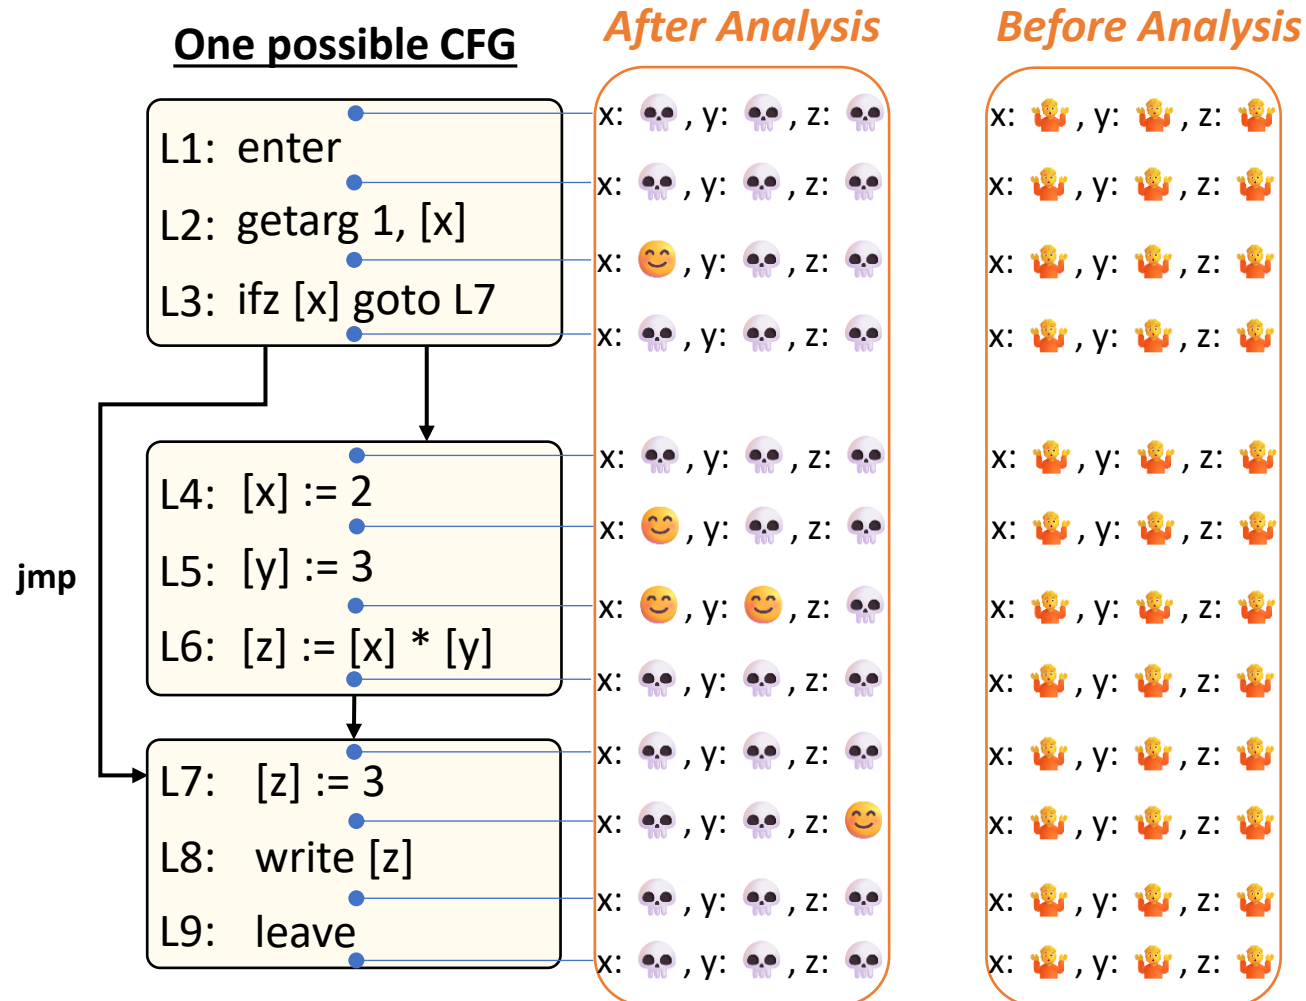 One possible CFG
After Analysis
Before Analysis
L1: enter
L2: getarg 1, [x]
L3: ifz [x] goto L7
jmp
L4: [x] := 2
L5: [y] := 3
L6: [z] := [x] * [y]
L7: [z] := 3
L8: write [z]
L9: leave
x: 💀, y: 💀, z: 💀
x: 💀, y: 💀, z: 💀
x: 😊, y: 💀, z: 💀
x: 💀, y: 💀, z: 💀
x: 💀, y: 💀, z: 💀
x: 😊, y: 💀, z: 💀
x: 😊, y: 😊, z: 💀
x: 💀, y: 💀, z: 💀
x: 💀, y: 💀, z: 💀
x: 💀, y: 💀, z: 😊
x: 💀, y: 💀, z: 💀
x: 💀, y: 💀, z: 💀
x: 🤷, y: 🤷, z: 🤷
x: 🤷, y: 🤷, z: 🤷
x: 🤷, y: 🤷, z: 🤷
x: 🤷, y: 🤷, z: 🤷
x: 🤷, y: 🤷, z: 🤷
x: 🤷, y: 🤷, z: 🤷
x: 🤷, y: 🤷, z: 🤷
x: 🤷, y: 🤷, z: 🤷
x: 🤷, y: 🤷, z: 🤷
x: 🤷, y: 🤷, z: 🤷
x: 🤷, y: 🤷, z: 🤷
x: 🤷, y: 🤷, z: 🤷